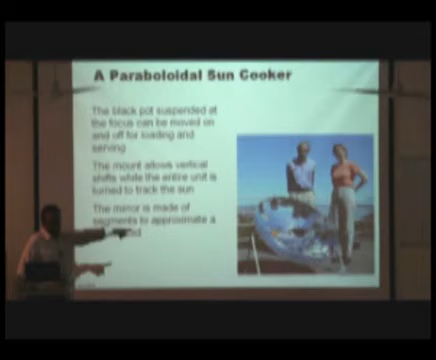 A Paraboloidal Sun Cooker
The black pot suspended at
the focus can be moved on
and off for loading and
serving
The mount allows vertical
shifts while the entire unit is
turned to track the sun
The mirror is made of
segments to approximate a